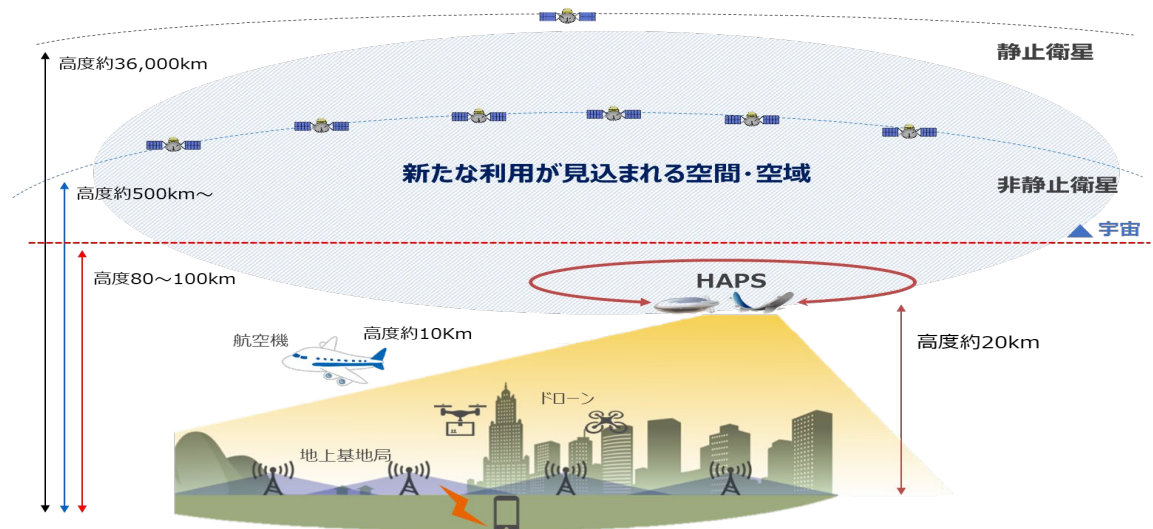 静止衛星
高度約36,000km
新たな利用が見込まれる空間・空域
非静止衛星
高度約500km～
宇宙
高度80～100km
HAPS
高度約10Km
航空機
高度約20km
ドローン
地上基地局